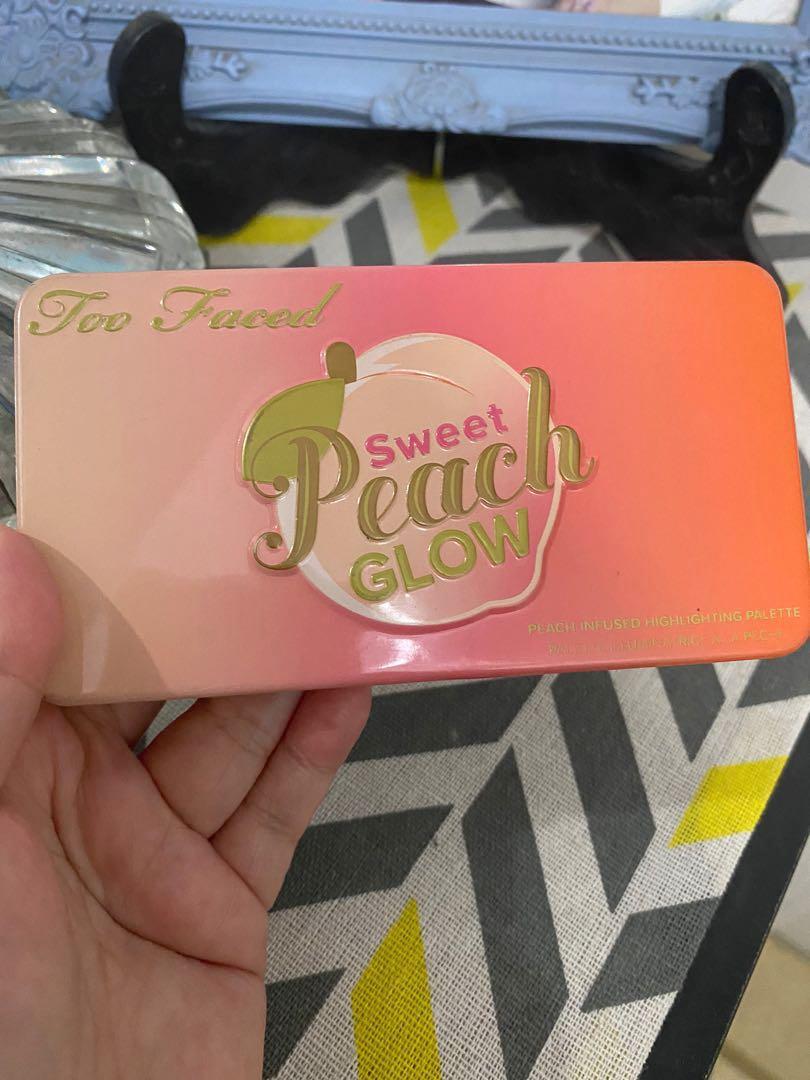 Too Faced
Sweet
Peach
GLOW
PEACH INFUSED HIGHLIGHTING PALETTE